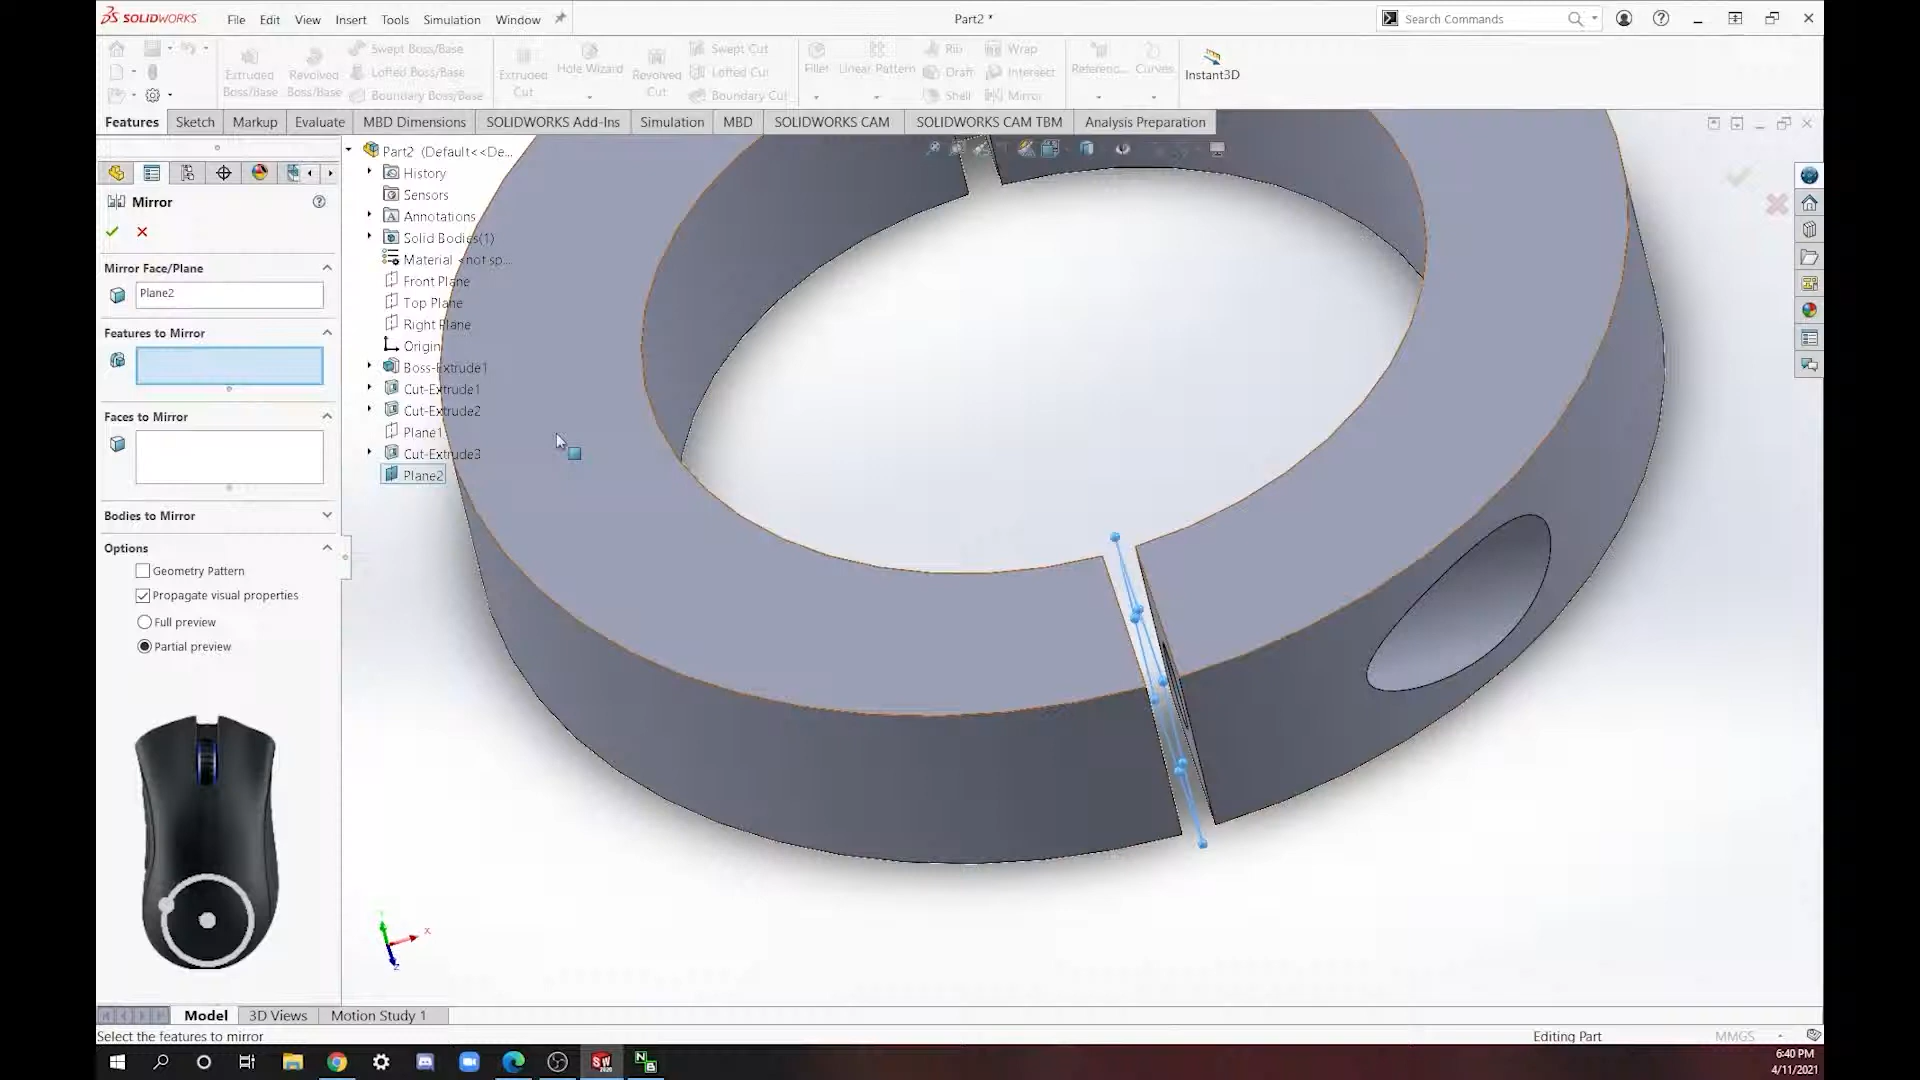 SOLIDWORKS File Edit View Insert Tools Simulation Window Part2 * Search Commands
Extruded Boss/Base
Revolved Boss/Base
Swept Boss/Base
Lofted Boss/Base
Boundary Boss/Base
Extruded Cut
Hole Wizard
Revolved Cut
Swept Cut
Lofted Cut
Boundary Cut
Fillet
Linear Pattern
Rib
Draft
Shell
Wrap
Intersect
Mirror
Referenc...
Curves
Instant3D
Features Sketch Markup Evaluate MBD Dimensions SOLIDWORKS Add-Ins Simulation MBD SOLIDWORKS CAM SOLIDWORKS CAM TBM Analysis Preparation
Mirror
Mirror Face/Plane
Plane2
Features to Mirror
Faces to Mirror
Bodies to Mirror
Options
Geometry Pattern
Propagate visual properties
Full preview
Partial preview
Part2 (Default<<De...
History
Sensors
Annotations
Solid Bodies(1)
Material <not sp...
Front Plane
Top Plane
Right Plane
Origin
Boss-Extrude1
Cut-Extrude1
Cut-Extrude2
Plane1
Cut-Extrude3
Plane2
Y
X
Z
Model 3D Views Motion Study 1
Select the features to mirror Editing Part MMGS
6:40 PM
4/11/2021